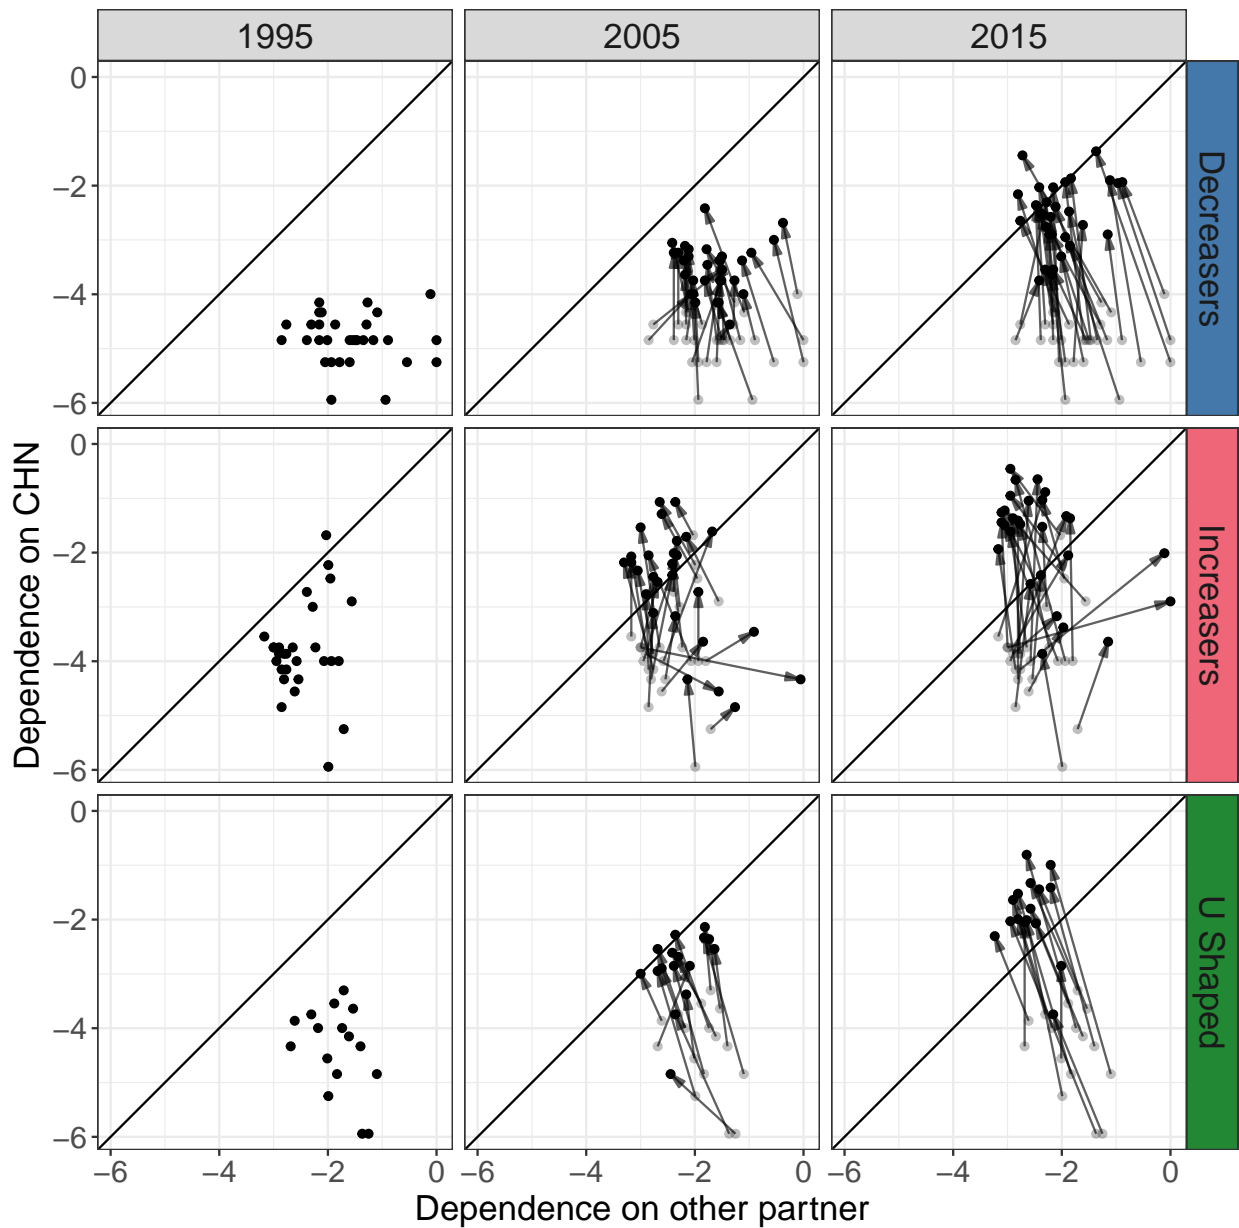 1995 2005 2015
0
−2
−4
−6
Decreasers
0
−2
−4
−6
Increasers
0
−2
−4
−6
U Shaped
Dependence on CHN
−6 −4 −2 0 −6 −4 −2 0 −6 −4 −2 0
Dependence on other partner